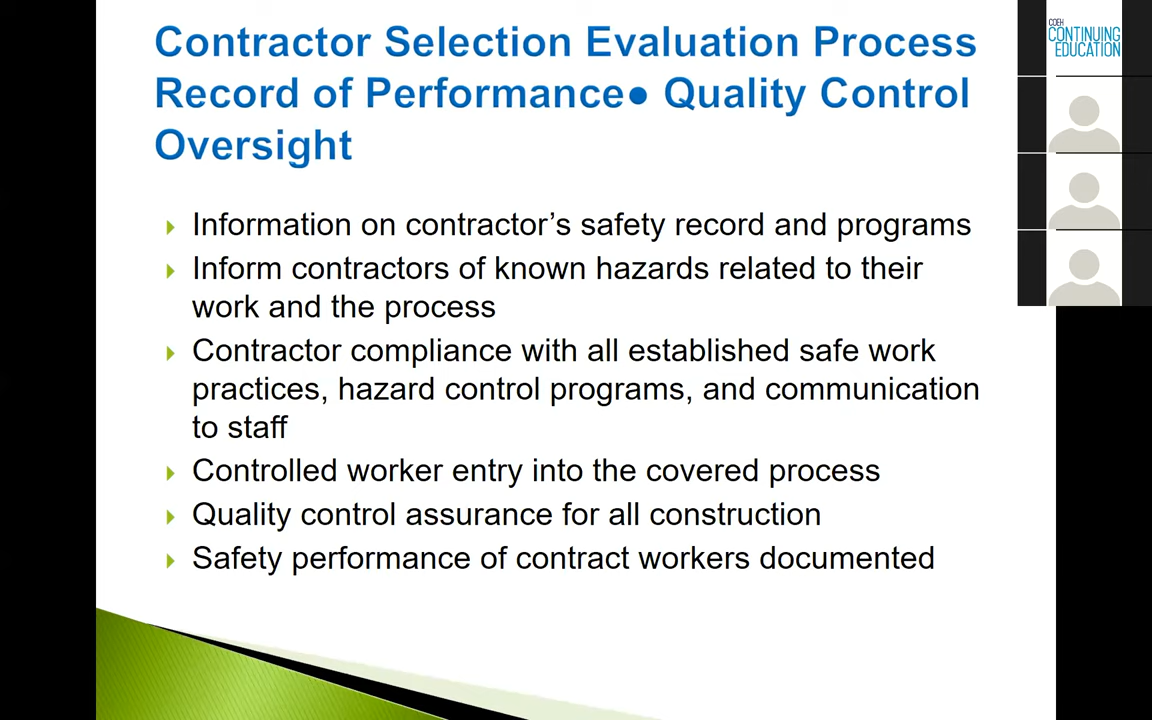 Contractor Selection Evaluation Process
Record of Performance● Quality Control
Oversight
Information on contractor’s safety record and programs
Inform contractors of known hazards related to their
work and the process
Contractor compliance with all established safe work
practices, hazard control programs, and communication
to staff
Controlled worker entry into the covered process
Quality control assurance for all construction
Safety performance of contract workers documented
COEH
CONTINUING
EDUCATION